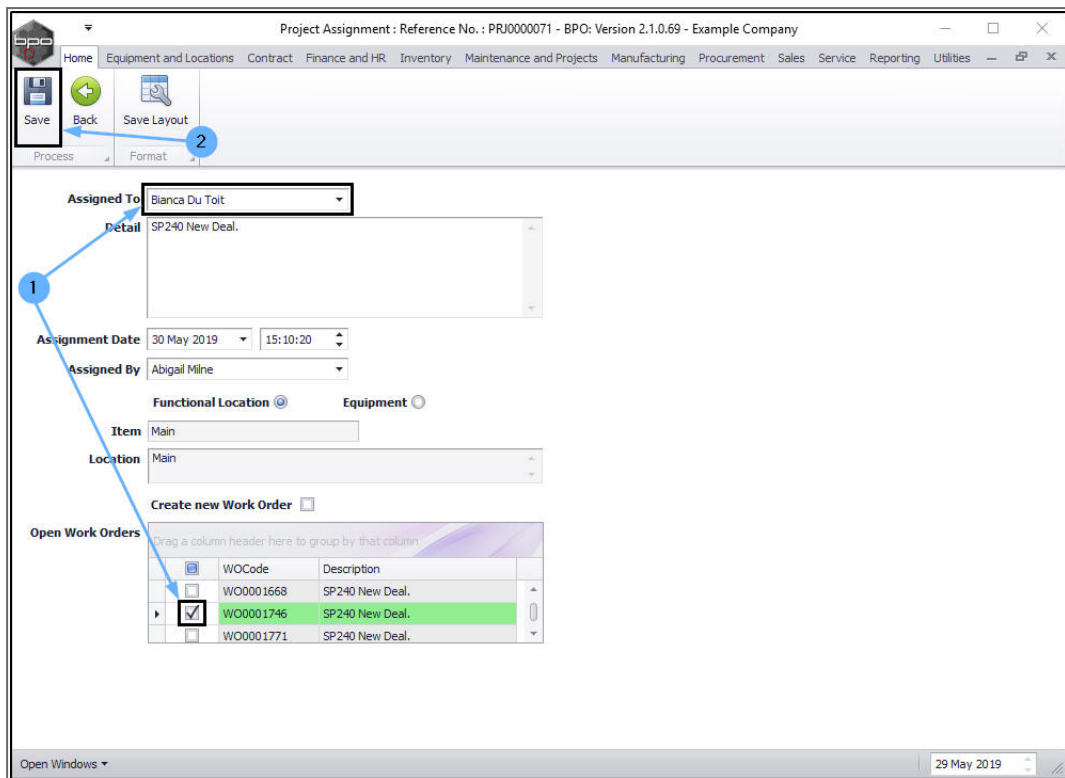 Project Assignment : Reference No. : PRJ0000071 - BPO: Version 2.1.0.69 - Example Company
bpo
Home Equipment and Locations Contract Finance and HR Inventory Maintenance and Projects Manufacturing Procurement Sales Service Reporting Utilities
Save Back Save Layout
2
Process Format
Assigned To Bianca Du Toit
Detail SP240 New Deal.
1
Assignment Date 30 May 2019 15:10:20
Assigned By Abigail Milne
Functional Location Equipment
Item Main
Location Main
Create new Work Order
Open Work Orders
Drag a column header here to group by that column
WOCode Description
WO0001668 SP240 New Deal.
WO0001746 SP240 New Deal.
WO0001771 SP240 New Deal.
Open Windows 29 May 2019